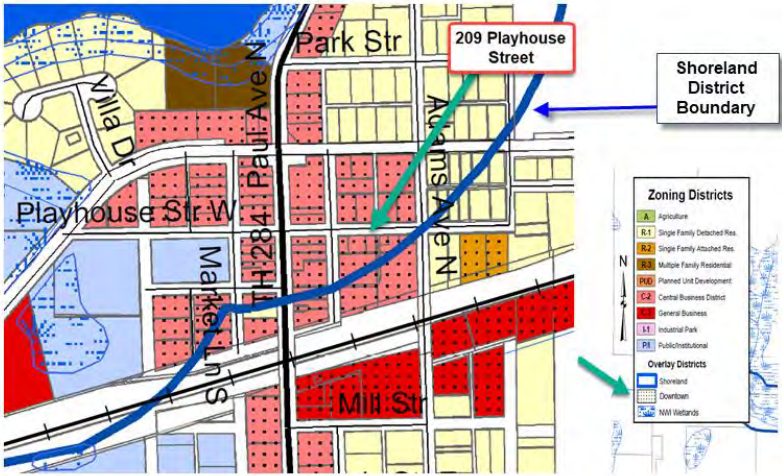 Park Str
209 Playhouse
Street
Shoreland
District
Boundary
Villa Dr
TH 284: Paul Ave N
Adams Ave N
Playhouse Str W
Market Ln S
Mill Str
N
Zoning Districts
A Agriculture
R-1 Single Family Detached Res.
R-2 Single Family Attached Res.
R-3 Multiple Family Residential
PUD Planned Unit Development
C-2 Central Business District
C-3 General Business
I-1 Industrial Park
P/I Public/Institutional
Overlay Districts
Shoreland
Downtown
NWI Wetlands